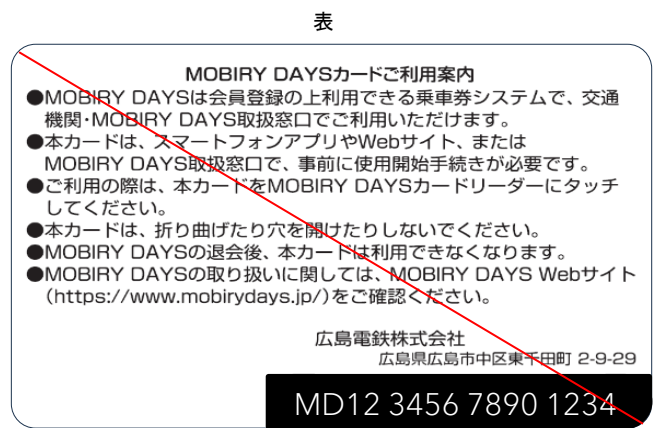 表
MOBIRY DAYSカードご利用案内
●MOBIRY DAYSは会員登録の上利用できる乗車券システムで、交通
機関・MOBIRY DAYS取扱窓口でご利用いただけます。
●本カードは、スマートフォンアプリやWebサイト、または
MOBIRY DAYS取扱窓口で、事前に使用開始手続きが必要です。
●ご利用の際は、本カードをMOBIRY DAYSカードリーダーにタッチ
してください。
●本カードは、折り曲げたり穴を開けたりしないでください。
●MOBIRY DAYSの退会後、本カードは利用できなくなります。
●MOBIRY DAYSの取り扱いに関しては、MOBIRY DAYS Webサイト
(https://www.mobirydays.jp/)をご確認ください。
広島電鉄株式会社
広島県広島市中区東千田町 2-9-29
MD12 3456 7890 1234